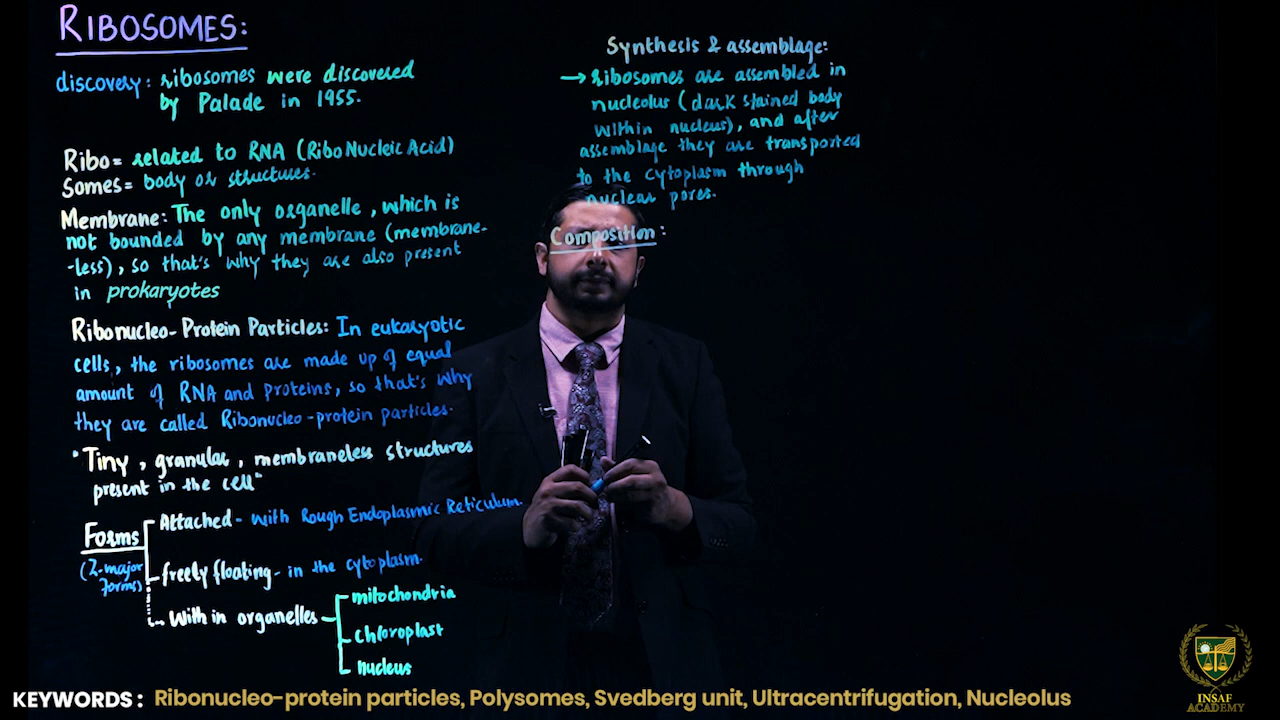 RIBOSOMES:
discovery: ribosomes were discovered
by Palade in 1955.
Ribo= related to RNA (Ribo Nucleic Acid)
Somes= body or structures.
Membrane: The only organelle, which is
not bounded by any membrane (membrane-
-less), so that's why they are also present
in prokaryotes
Ribonucleo-Protein Particles: In eukaryotic
cells, the ribosomes are made up of equal
amount of RNA and proteins, so that's why
they are called Ribonucleo-protein particles.
"Tiny, granular, membraneless structures
present in the cell"
Forms
(2-major
forms)
Attached - with Rough Endoplasmic Reticulum.
freely floating - in the cytoplasm.
With in organelles
mitochondria
chloroplast
nucleus
Synthesis & assemblage:
→ ribosomes are assembled in
nucleolus (dark stained body
within nucleus), and after
assemblage they are transported
to the cytoplasm through
nuclear pores.
Composition:
KEYWORDS: Ribonucleo-protein particles, Polysomes, Svedberg unit, Ultracentrifugation, Nucleolus
INSAF
ACADEMY